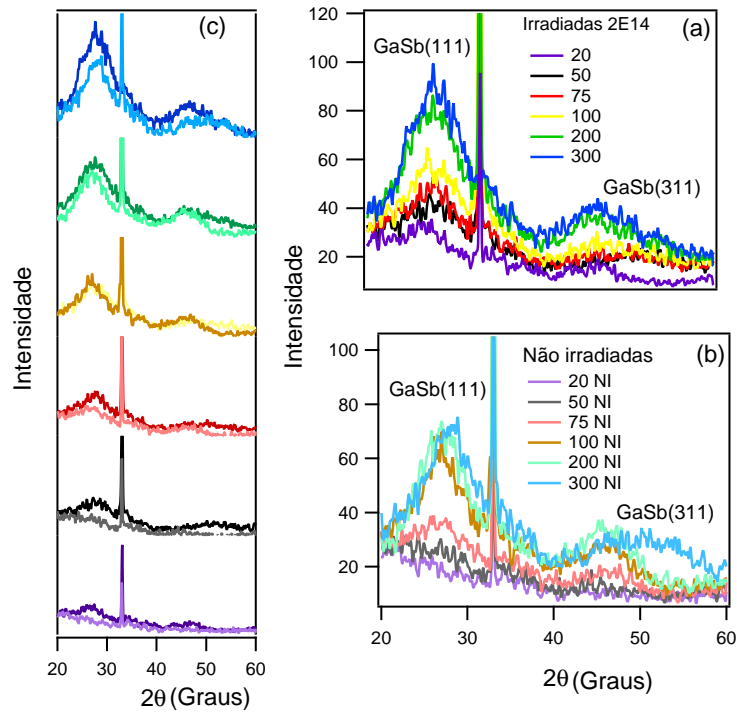 (c)
Intensidade
20
30
40
50
60
2θ (Graus)
(a)
GaSb(111)
Irradiadas 2E14
20
50
75
100
200
300
GaSb(311)
Intensidade
120
100
80
60
40
20
(b)
Não irradiadas
GaSb(111)
20 NI
50 NI
75 NI
100 NI
200 NI
300 NI
GaSb(311)
100
80
60
40
20
20
30
40
50
60
2θ (Graus)